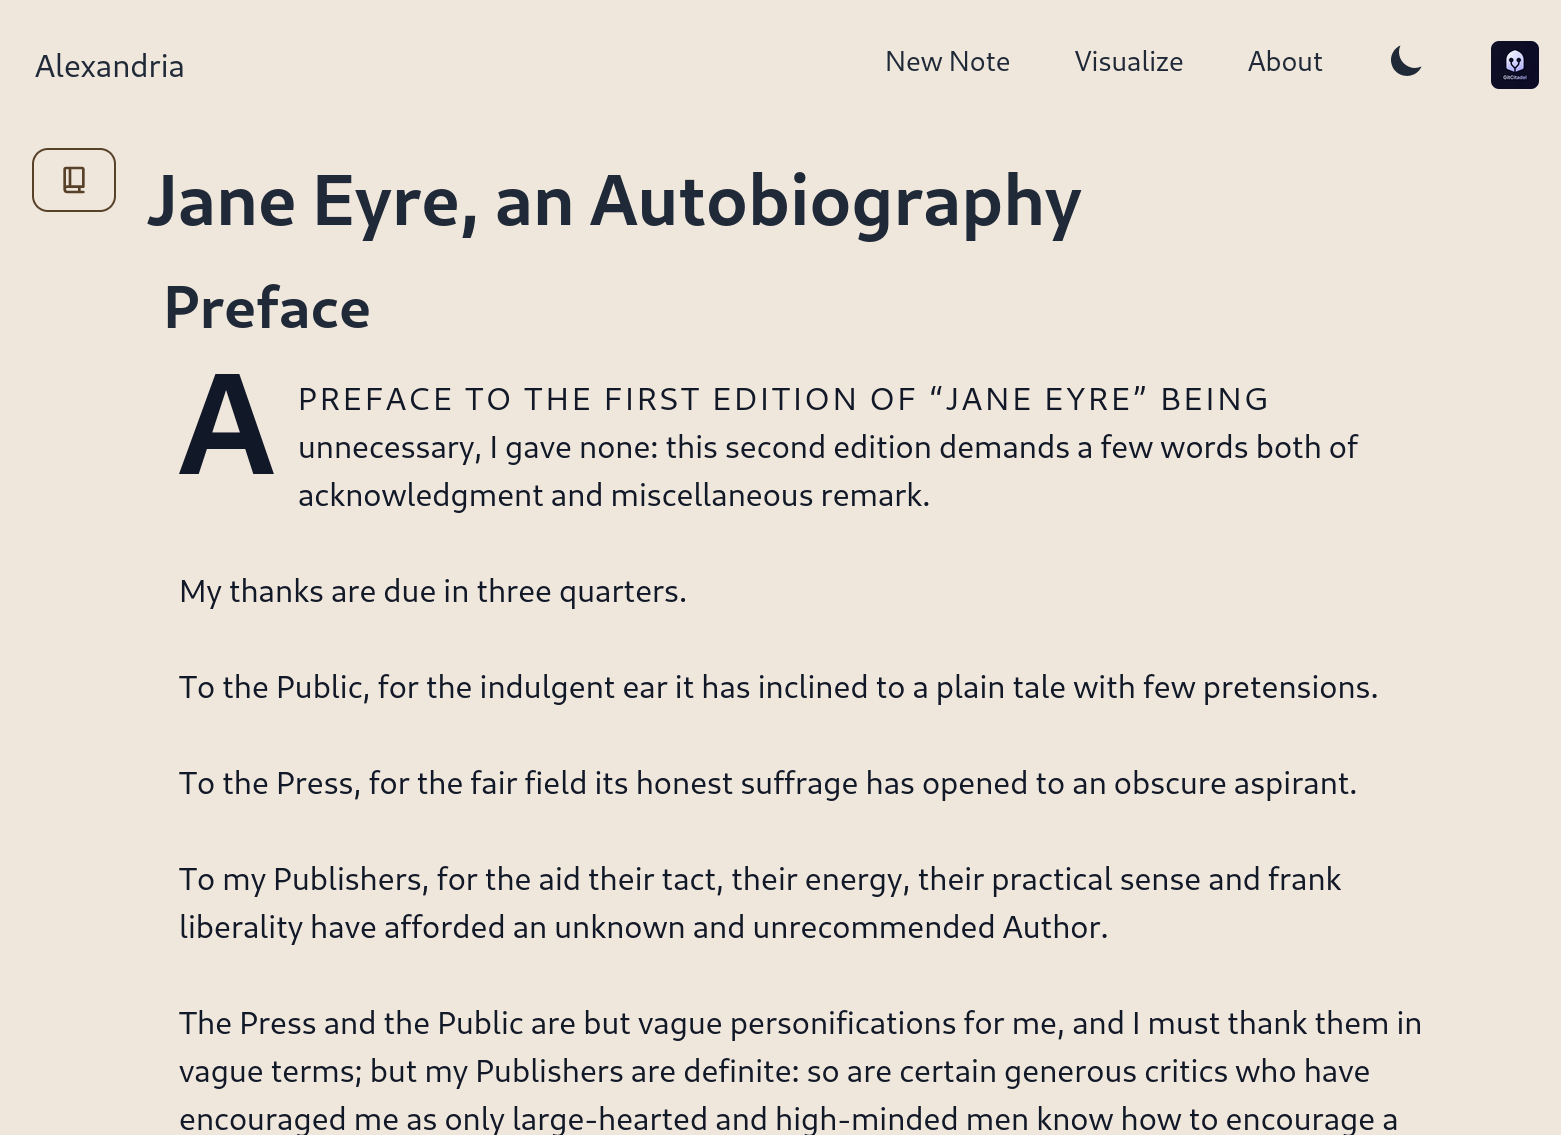 Alexandria
New Note
Visualize
About
GitCitadel
Jane Eyre, an Autobiography
Preface
A PREFACE TO THE FIRST EDITION OF “JANE EYRE” BEING
unnecessary, I gave none: this second edition demands a few words both of
acknowledgment and miscellaneous remark.
My thanks are due in three quarters.
To the Public, for the indulgent ear it has inclined to a plain tale with few pretensions.
To the Press, for the fair field its honest suffrage has opened to an obscure aspirant.
To my Publishers, for the aid their tact, their energy, their practical sense and frank
liberality have afforded an unknown and unrecommended Author.
The Press and the Public are but vague personifications for me, and I must thank them in
vague terms; but my Publishers are definite: so are certain generous critics who have
encouraged me as only large-hearted and high-minded men know how to encourage a